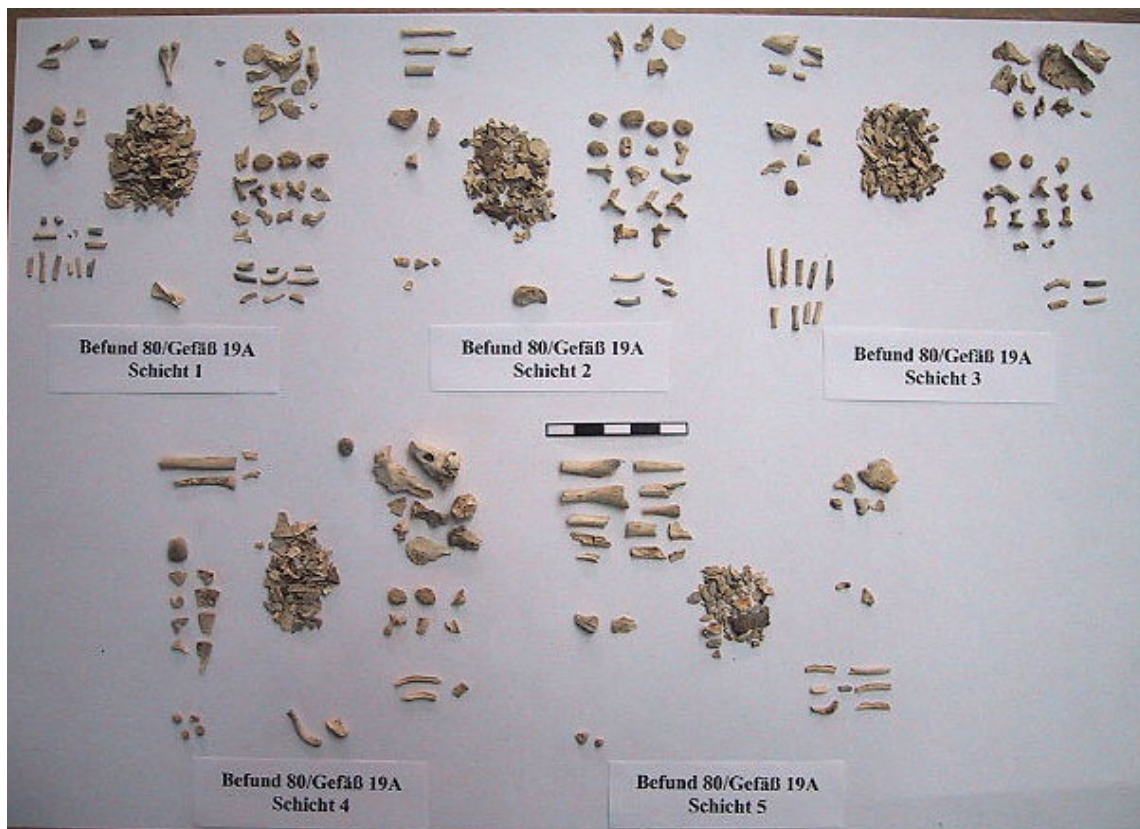 Befund 80/Gefäß 19A
Schicht 1
Befund 80/Gefäß 19A
Schicht 2
Befund 80/Gefäß 19A
Schicht 3
Befund 80/Gefäß 19A
Schicht 4
Befund 80/Gefäß 19A
Schicht 5